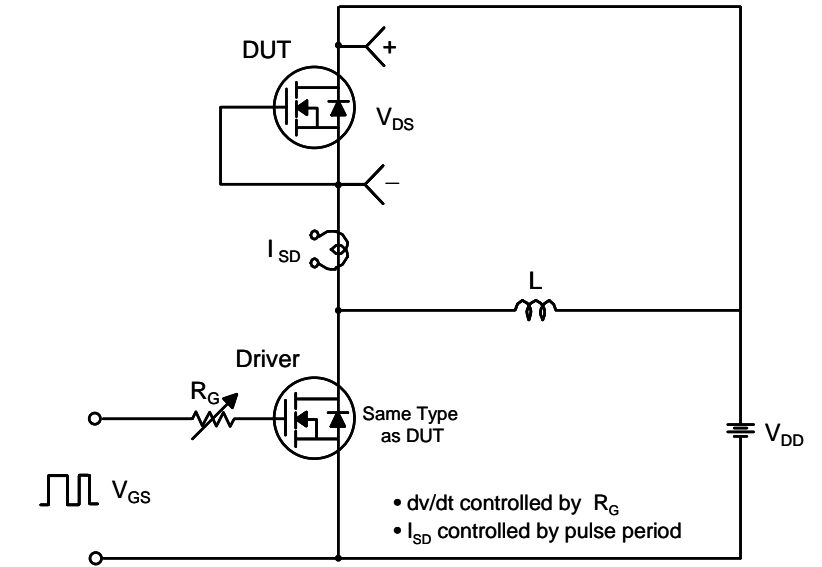 DUT
+
VDS
−
ISD
L
Driver
RG
Same Type
as DUT
VDD
VGS
• dv/dt controlled by RG
• ISD controlled by pulse period